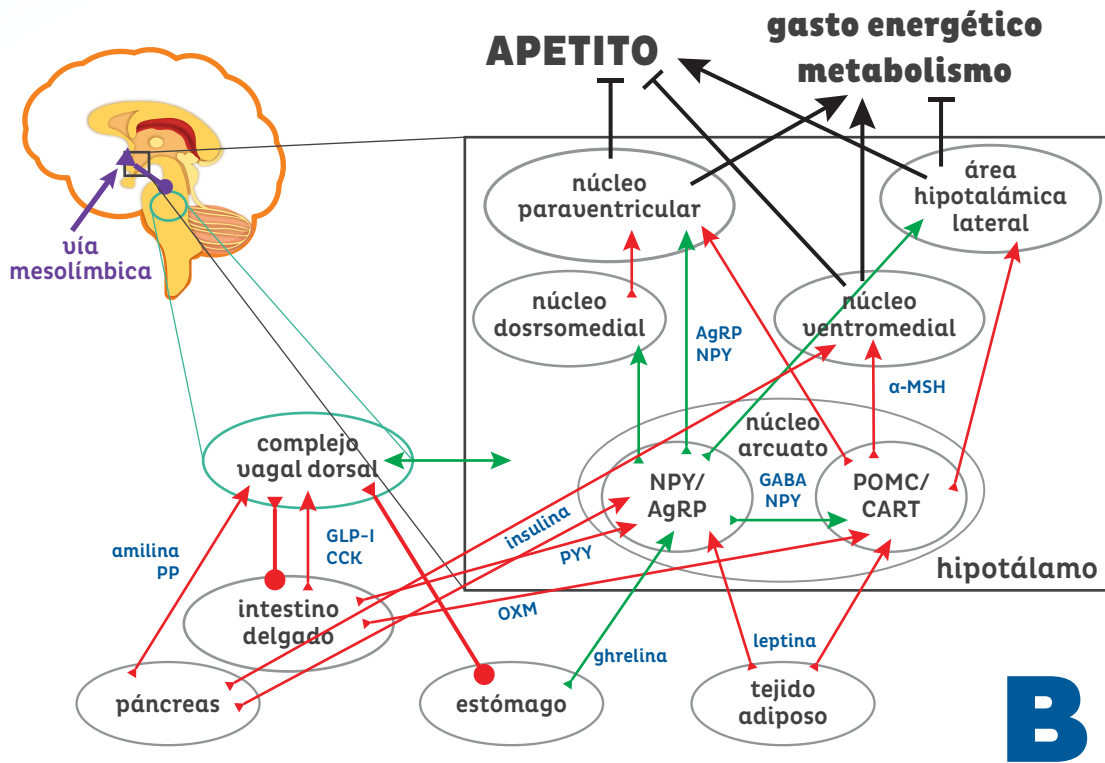 APETITO
gasto energético
metabolismo
vía
mesolímbica
núcleo
paraventricular
área
hipotalámica
lateral
núcleo
dosrsomedial
AgRP
NPY
núcleo
ventromedial
α-MSH
complejo
vagal dorsal
núcleo
arcuato
NPY/
AgRP
GABA
NPY
POMC/
CART
hipotálamo
amilina
PP
GLP-I
CCK
insulina
PYY
OXM
intestino
delgado
ghrelina
leptina
páncreas
estómago
tejido
adiposo
B